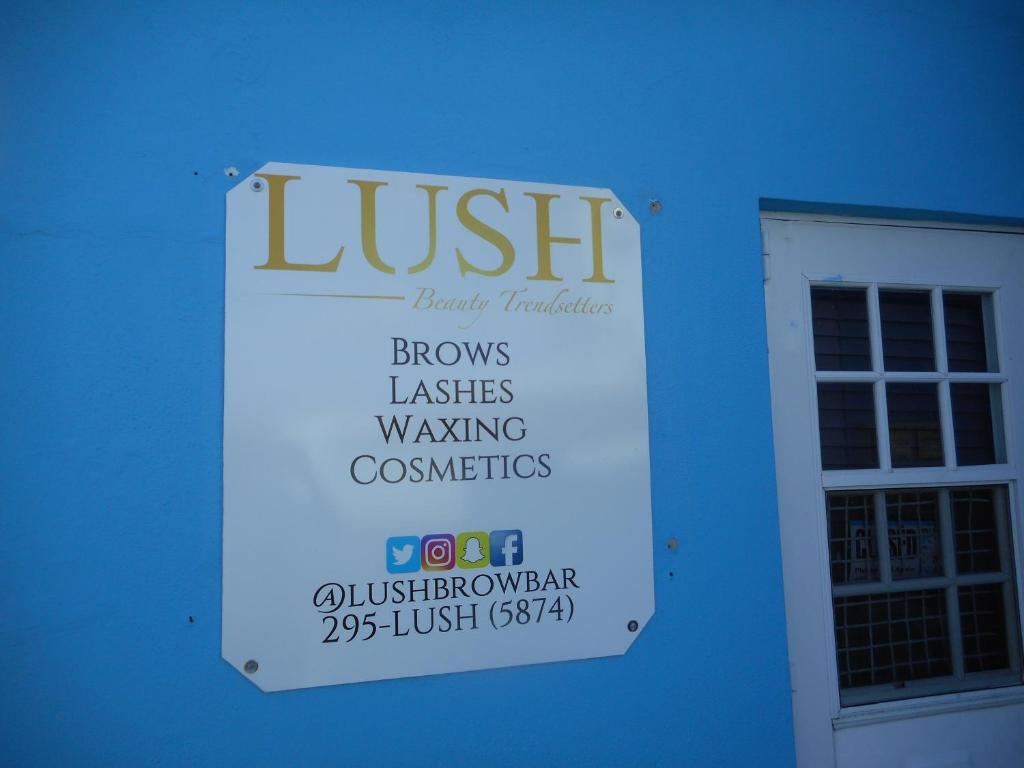 LUSH
Beauty Trendsetters
BROWS
LASHES
WAXING
COSMETICS
@LUSHBROWBAR
295-LUSH (5874)